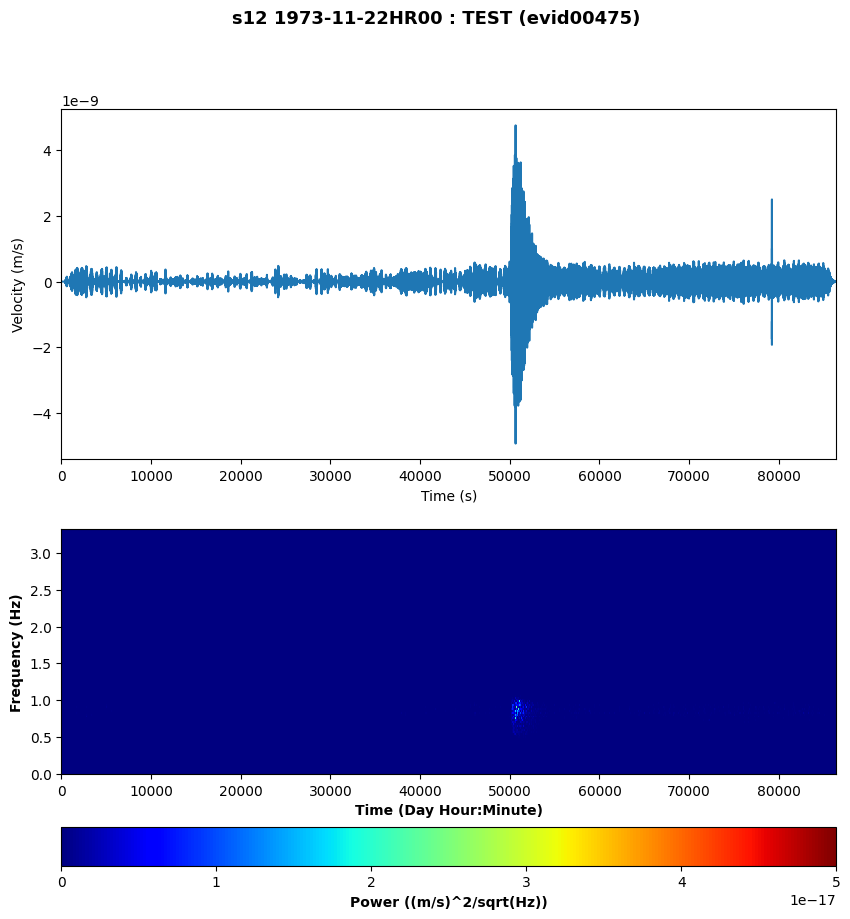 s12 1973-11-22HR00 : TEST (evid00475)
1e−9
4
2
0
−2
−4
Velocity (m/s)
0 10000 20000 30000 40000 50000 60000 70000 80000
Time (s)
3.0
2.5
2.0
1.5
1.0
0.5
0.0
Frequency (Hz)
0 10000 20000 30000 40000 50000 60000 70000 80000
Time (Day Hour:Minute)
0 1 2 3 4 5
1e−17
Power ((m/s)^2/sqrt(Hz))